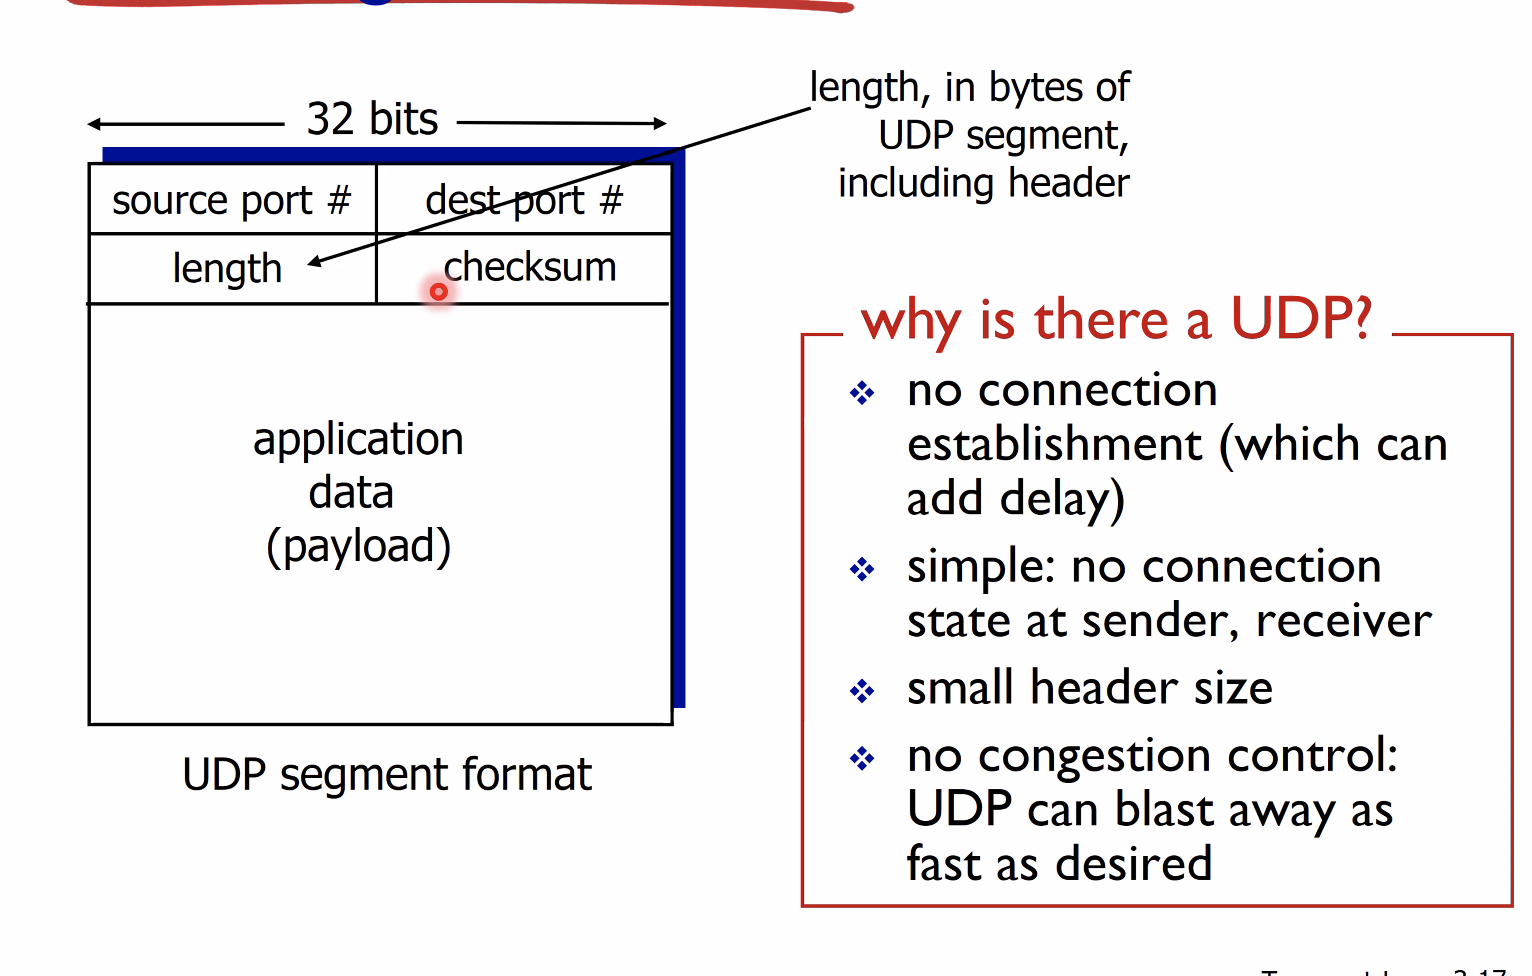 32 bits
length, in bytes of
UDP segment,
including header
source port #
dest port #
length
checksum
application
data
(payload)
UDP segment format
why is there a UDP?
no connection
establishment (which can
add delay)
simple: no connection
state at sender, receiver
small header size
no congestion control:
UDP can blast away as
fast as desired